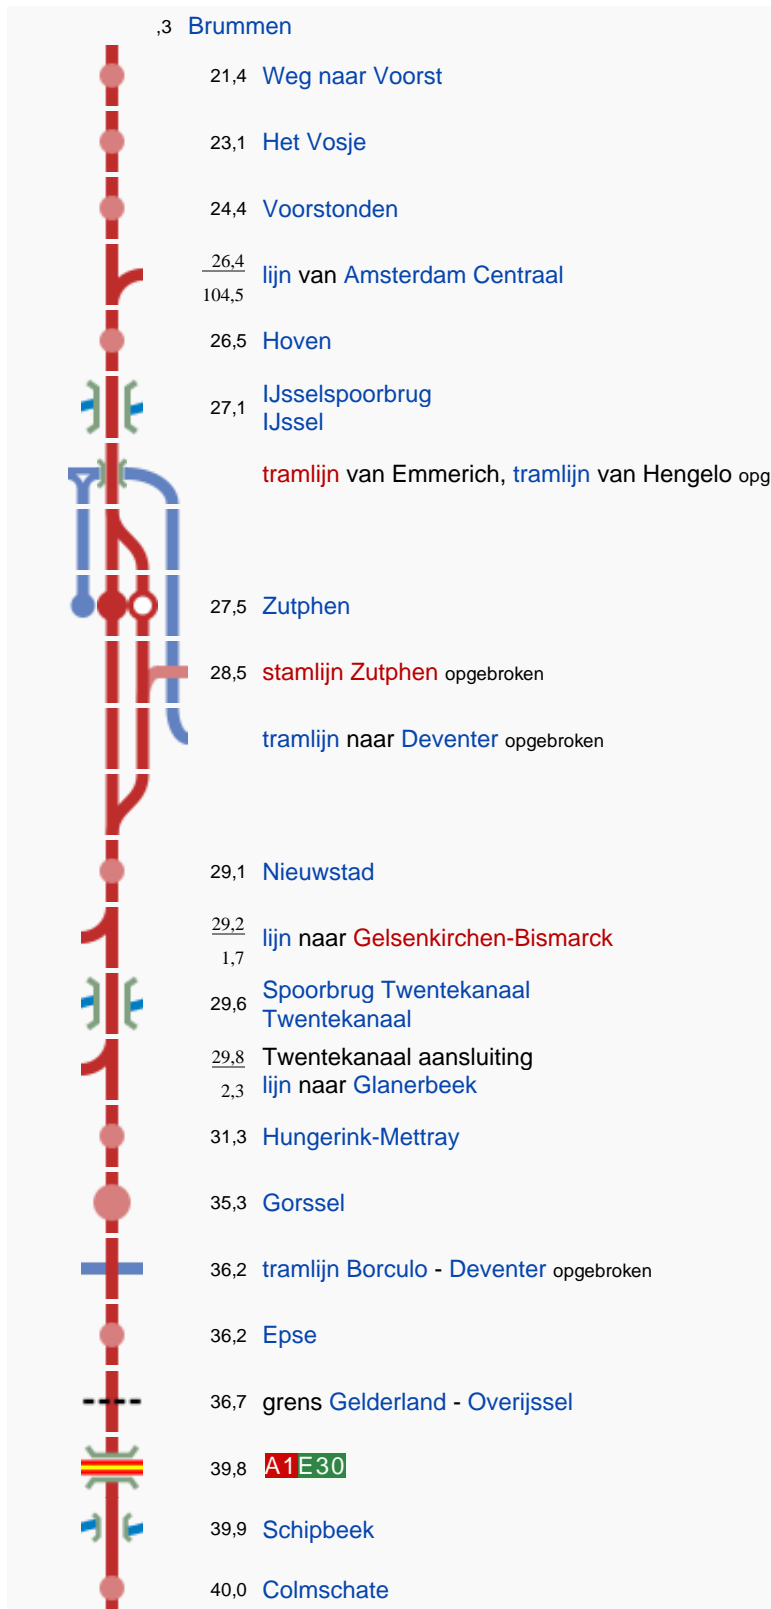 ,3 Brummen
21,4 Weg naar Voorst
23,1 Het Vosje
24,4 Voorstonden
26,4
104,5
lijn van Amsterdam Centraal
26,5 Hoven
27,1
IJsselspoorbrug
IJssel
tramlijn van Emmerich, tramlijn van Hengelo opg
27,5 Zutphen
28,5 stamlijn Zutphen opgebroken
tramlijn naar Deventer opgebroken
29,1 Nieuwstad
29,2
1,7
lijn naar Gelsenkirchen-Bismarck
29,6
Spoorbrug Twentekanaal
Twentekanaal
29,8 Twentekanaal aansluiting
2,3 lijn naar Glanerbeek
31,3 Hungerink-Mettray
35,3 Gorssel
36,2 tramlijn Borculo - Deventer opgebroken
36,2 Epse
36,7 grens Gelderland - Overijssel
39,8 A1E30
39,9 Schipbeek
40,0 Colmschate